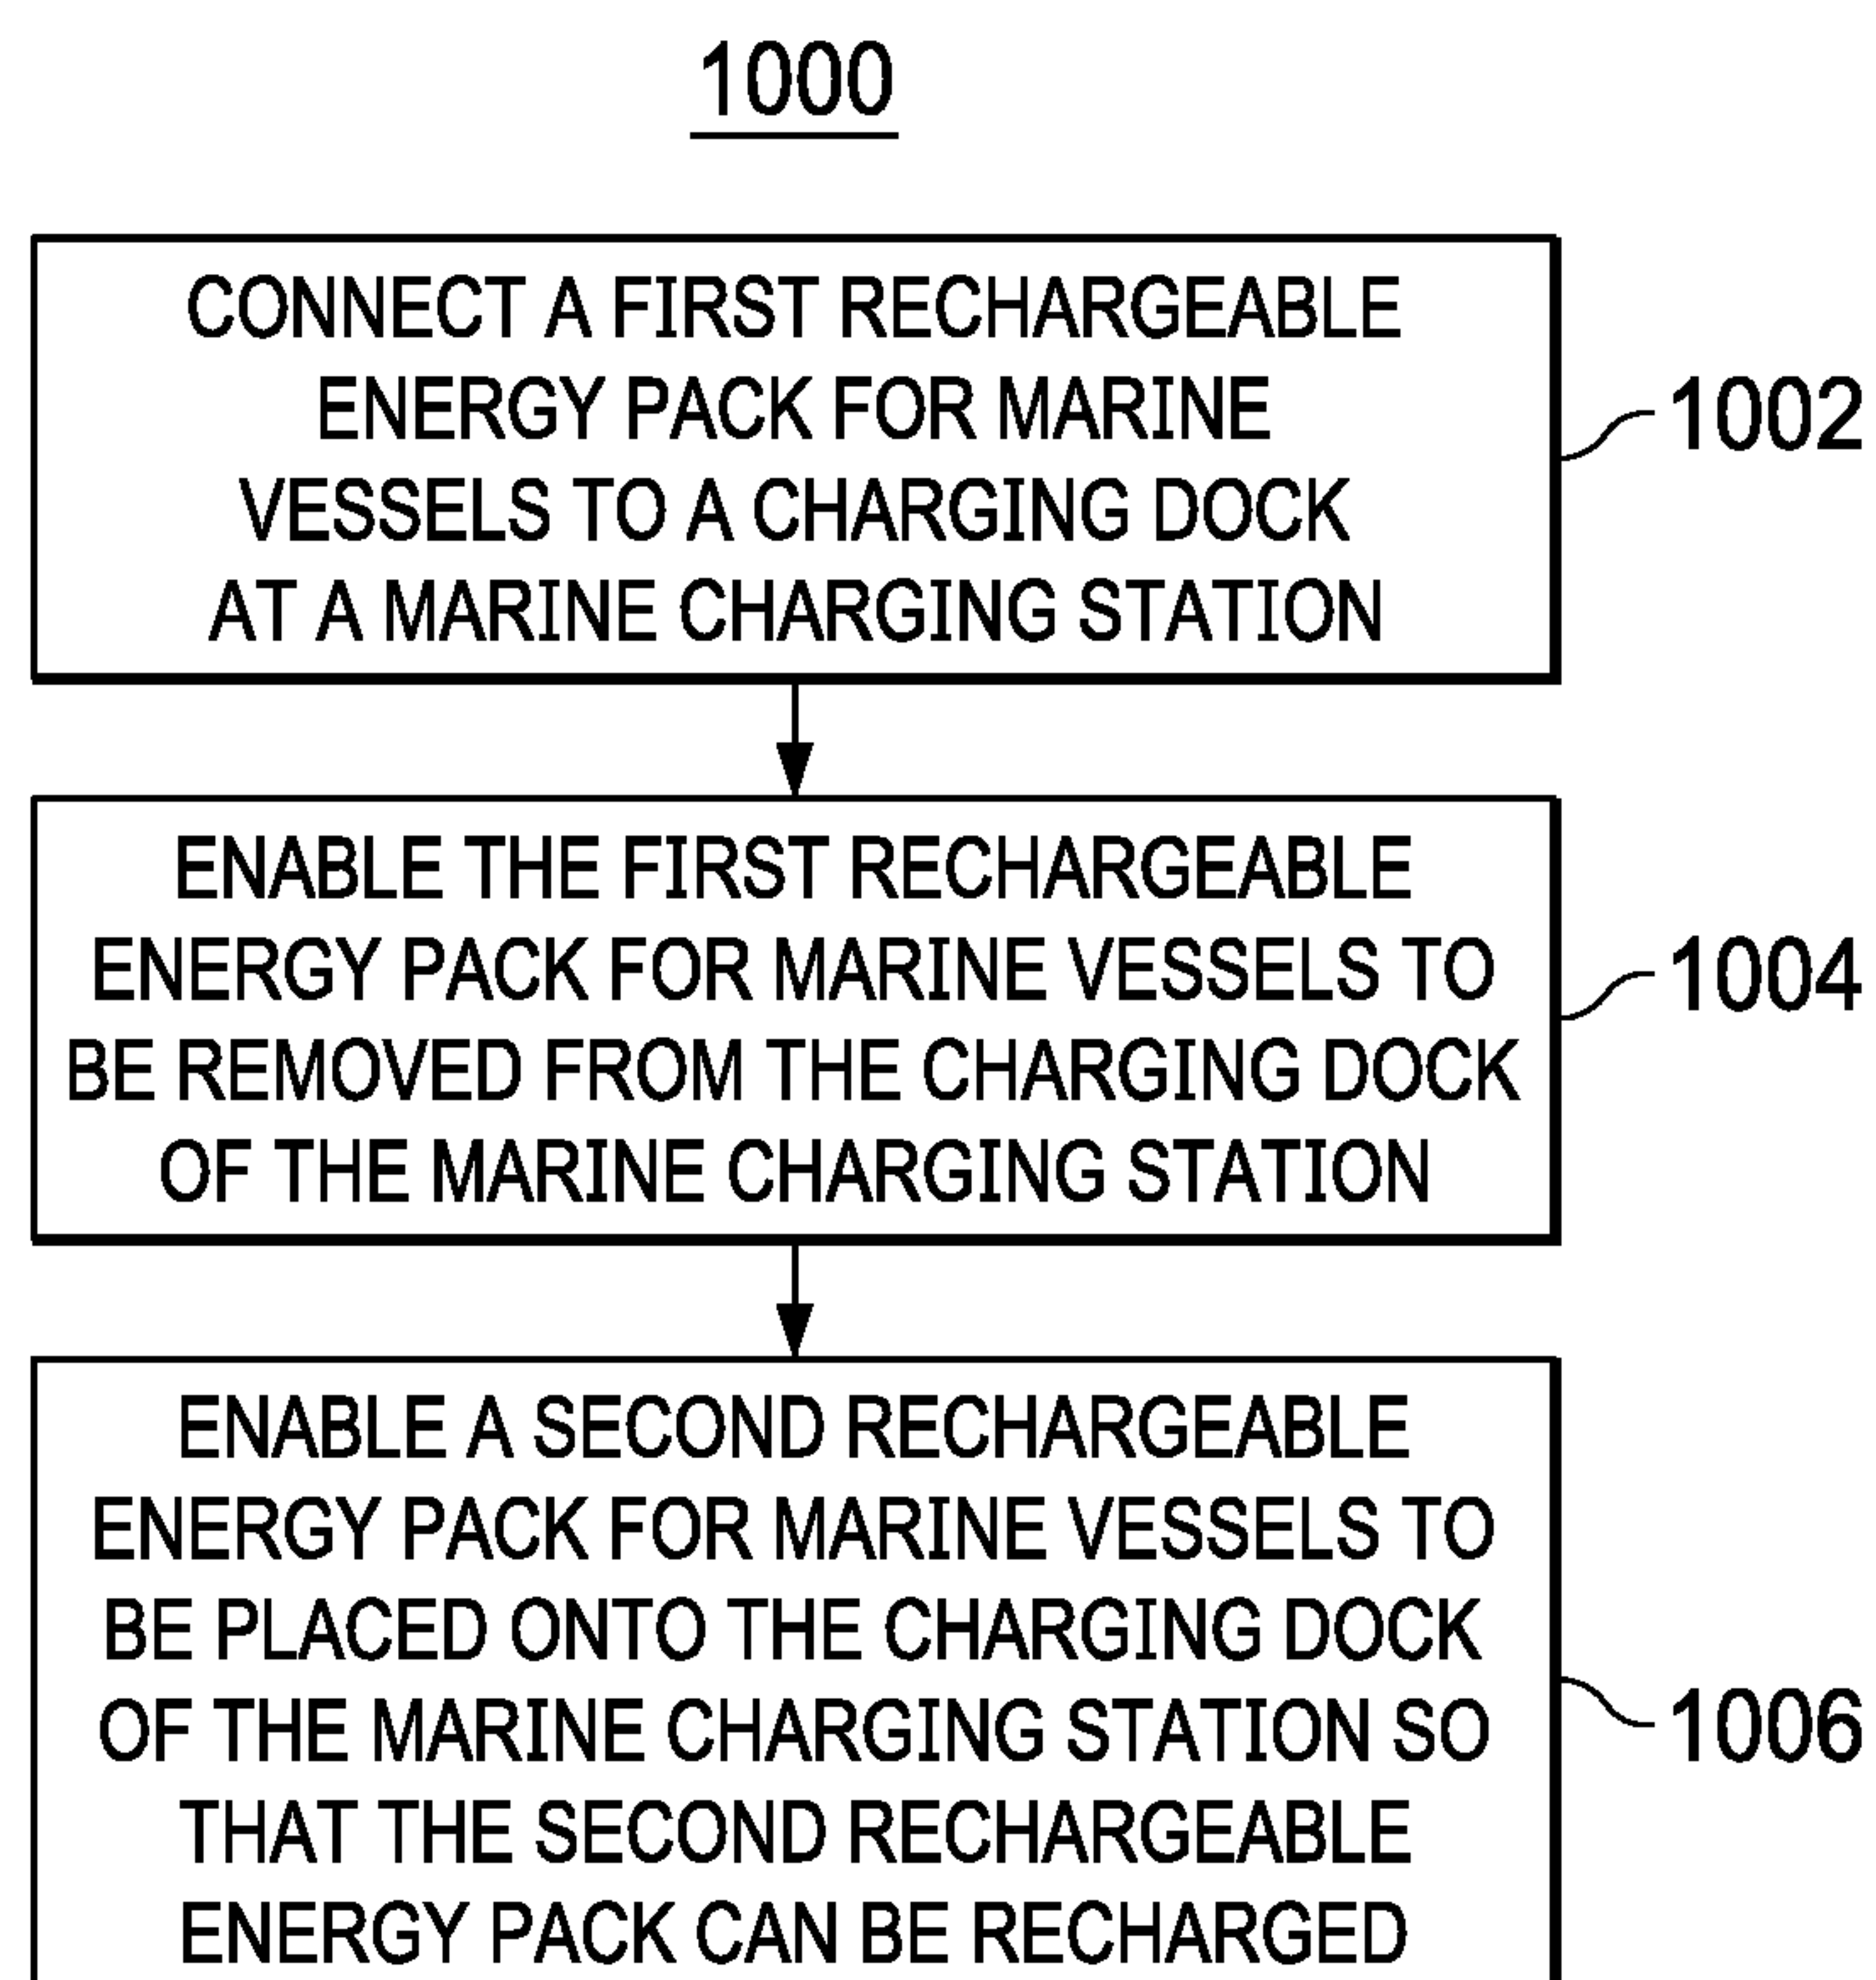 1000
CONNECT A FIRST RECHARGEABLE
ENERGY PACK FOR MARINE
VESSELS TO A CHARGING DOCK
AT A MARINE CHARGING STATION
1002
ENABLE THE FIRST RECHARGEABLE
ENERGY PACK FOR MARINE VESSELS TO
BE REMOVED FROM THE CHARGING DOCK
OF THE MARINE CHARGING STATION
1004
ENABLE A SECOND RECHARGEABLE
ENERGY PACK FOR MARINE VESSELS TO
BE PLACED ONTO THE CHARGING DOCK
OF THE MARINE CHARGING STATION SO
THAT THE SECOND RECHARGEABLE
ENERGY PACK CAN BE RECHARGED
1006